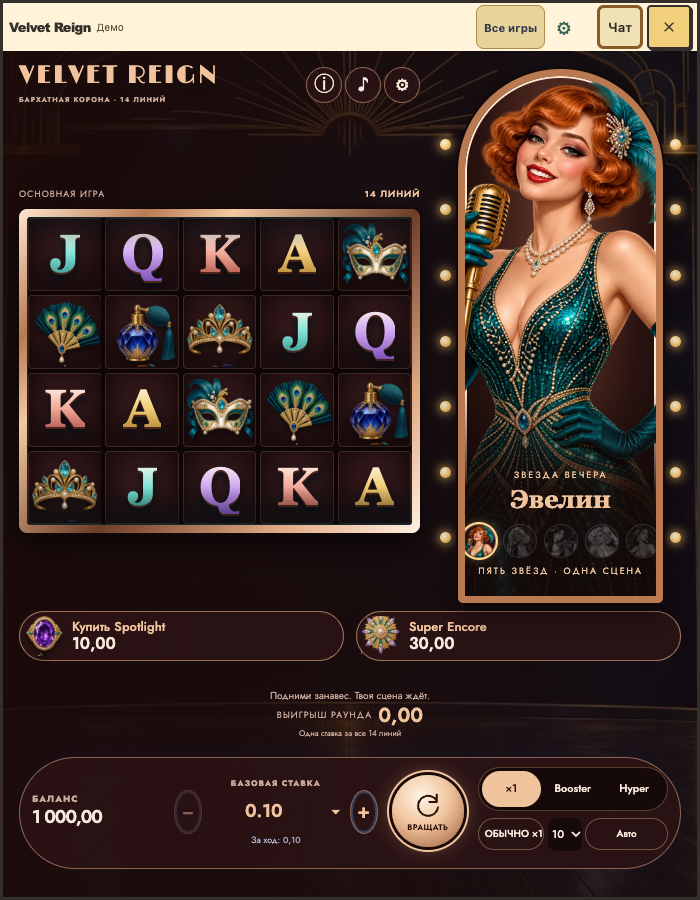 Velvet Reign Демо
Все игры
Чат
VELVET REIGN
БАРХАТНАЯ КОРОНА · 14 ЛИНИЙ
ОСНОВНАЯ ИГРА
14 ЛИНИЙ
J Q K A
J Q
K A
J Q K A
ЗВЕЗДА ВЕЧЕРА
Эвелин
ПЯТЬ ЗВЁЗД · ОДНА СЦЕНА
Купить Spotlight
10,00
Super Encore
30,00
Подними занавес. Твоя сцена ждёт.
ВЫИГРЫШ РАУНДА 0,00
Одна ставка за все 14 линий
БАЛАНС
1 000,00
БАЗОВАЯ СТАВКА
− 0.10 +
За ход: 0,10
ВРАЩАТЬ
×1 Booster Hyper
ОБЫЧНО ×1 10 Авто